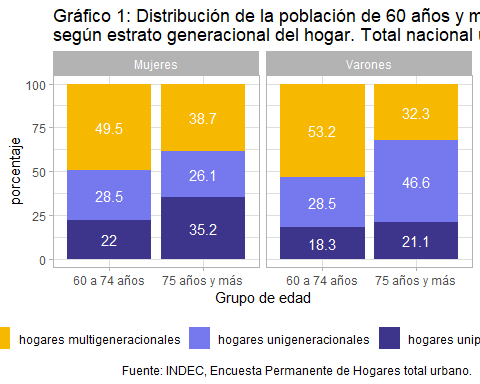 Gráfico 1: Distribución de la población de 60 años y m
según estrato generacional del hogar. Total nacional u
Mujeres
Varones
porcentaje
100
75
50
25
0
49.5
38.7
28.5
26.1
22
35.2
53.2
32.3
28.5
46.6
18.3
21.1
60 a 74 años
75 años y más
60 a 74 años
75 años y más
Grupo de edad
hogares multigeneracionales
hogares unigeneracionales
hogares unip
Fuente: INDEC, Encuesta Permanente de Hogares total urbano.